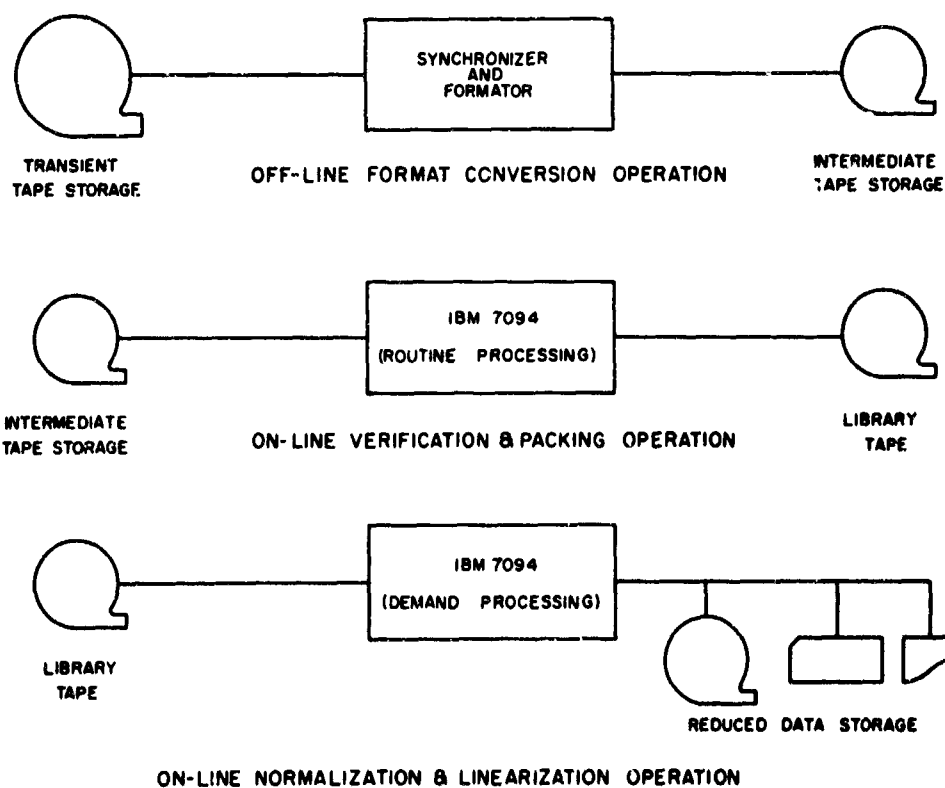 SYNCHRONIZER
AND
FORMATOR
TRANSIENT
TAPE STORAGE
OFF-LINE FORMAT CONVERSION OPERATION
INTERMEDIATE
TAPE STORAGE
IBM 7094
(ROUTINE PROCESSING)
INTERMEDIATE
TAPE STORAGE
ON-LINE VERIFICATION & PACKING OPERATION
LIBRARY
TAPE
IBM 7094
(DEMAND PROCESSING)
LIBRARY
TAPE
REDUCED DATA STORAGE
ON-LINE NORMALIZATION & LINEARIZATION OPERATION